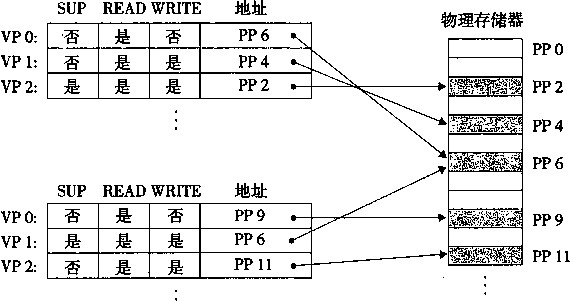 SUP READ WRITE 地址
VP 0: 否 是 否 PP 6
VP 1: 否 是 是 PP 4
VP 2: 是 是 是 PP 2
⋮
SUP READ WRITE 地址
VP 0: 否 是 否 PP 9
VP 1: 是 是 是 PP 6
VP 2: 否 是 是 PP 11
⋮
物理存储器
PP 0
PP 2
PP 4
PP 6
PP 9
PP 11
⋮